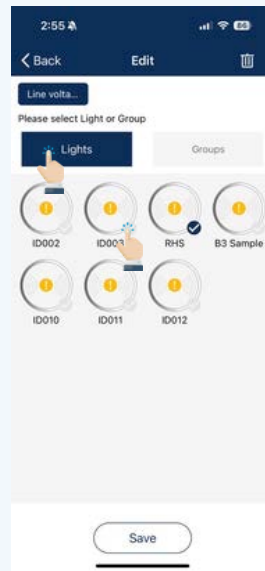 2:55 86
Back Edit
Line volta...
Please select Light or Group
Lights Groups
ID002 ID003 RHS B3 Sample
ID010 ID011 ID012
Save